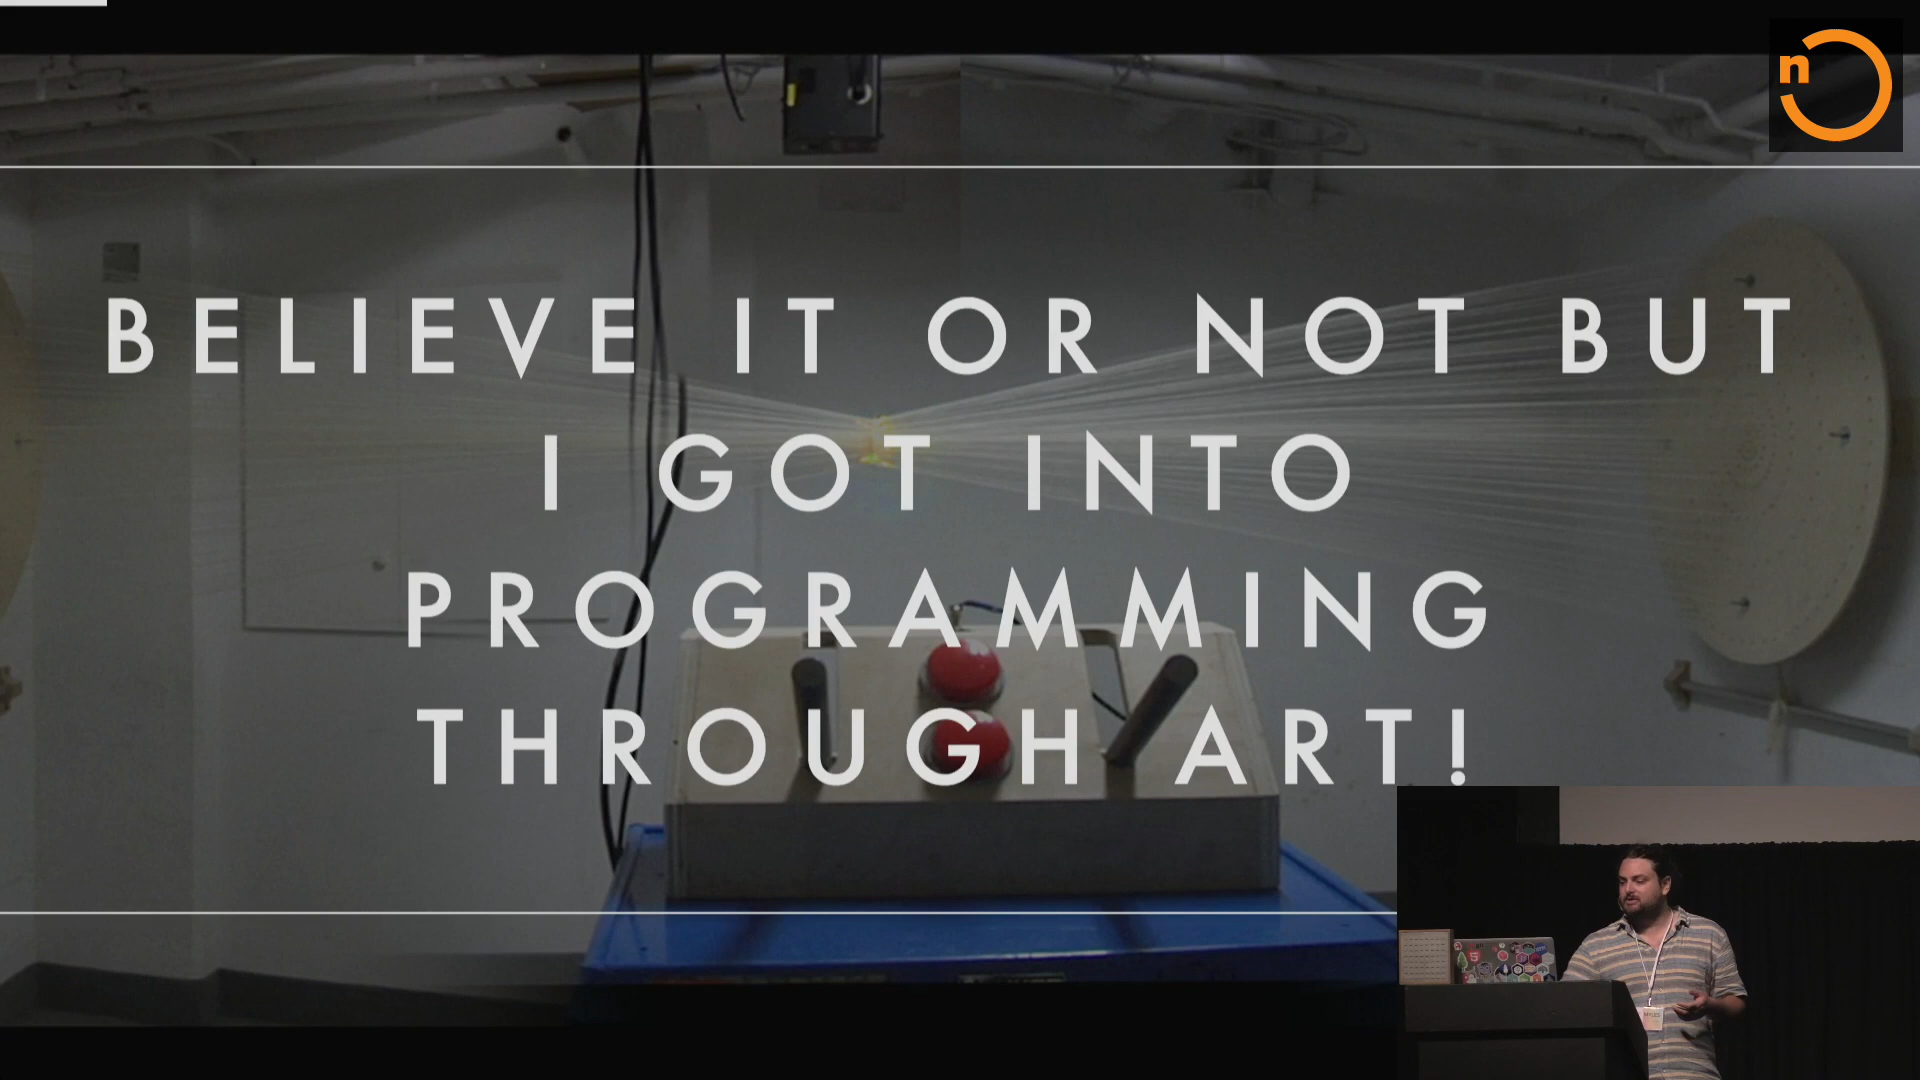 n
BELIEVE IT OR NOT BUT
I GOT INTO
PROGRAMMING
THROUGH ART!